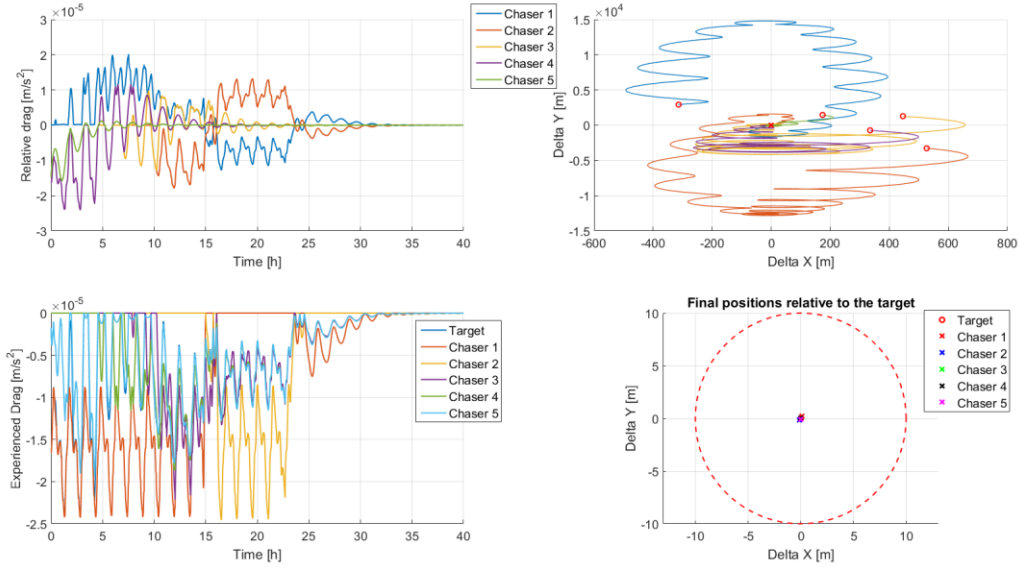 ×10⁻⁵
3
2
1
0
-1
-2
-3
0 5 10 15 20 25 30 35 40
Relative drag [m/s²]
Time [h]
Chaser 1
Chaser 2
Chaser 3
Chaser 4
Chaser 5
×10⁴
1.5
1
0.5
0
-0.5
-1
-1.5
-600 -400 -200 0 200 400 600 800
Delta Y [m]
Delta X [m]
×10⁻⁵
0
-0.5
-1
-1.5
-2
-2.5
0 5 10 15 20 25 30 35 40
Experienced Drag [m/s²]
Time [h]
Target
Chaser 1
Chaser 2
Chaser 3
Chaser 4
Chaser 5
Final positions relative to the target
10
5
0
-5
-10
-10 -5 0 5 10
Delta Y [m]
Delta X [m]
Target
Chaser 1
Chaser 2
Chaser 3
Chaser 4
Chaser 5